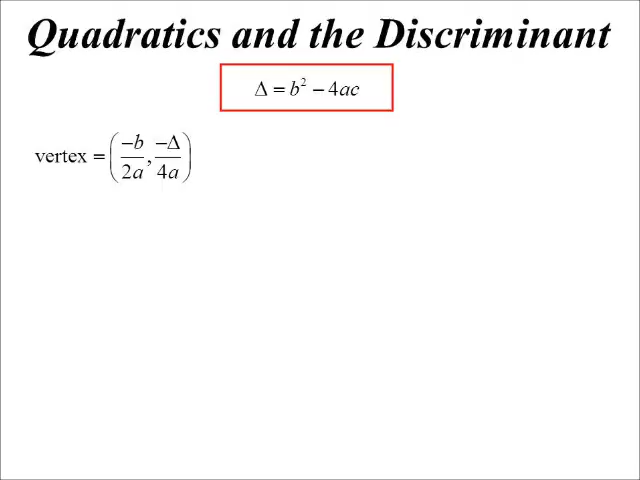 Quadratics and the Discriminant
Δ = b² − 4ac
vertex = (−b/2a, −Δ/4a)